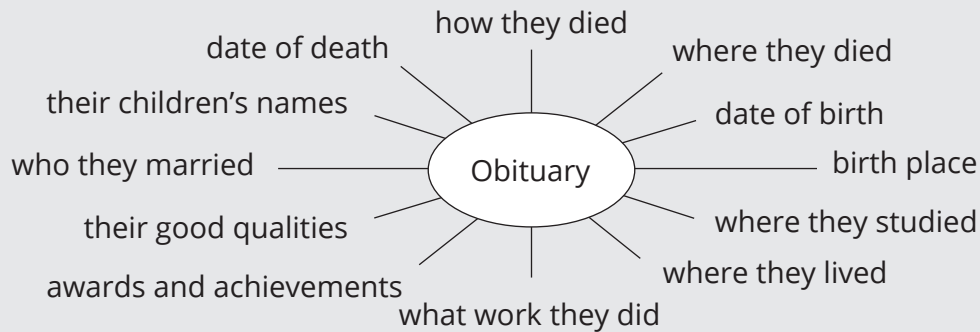 how they died
date of death
where they died
their children's names
date of birth
who they married
Obituary
birth place
their good qualities
where they studied
awards and achievements
where they lived
what work they did